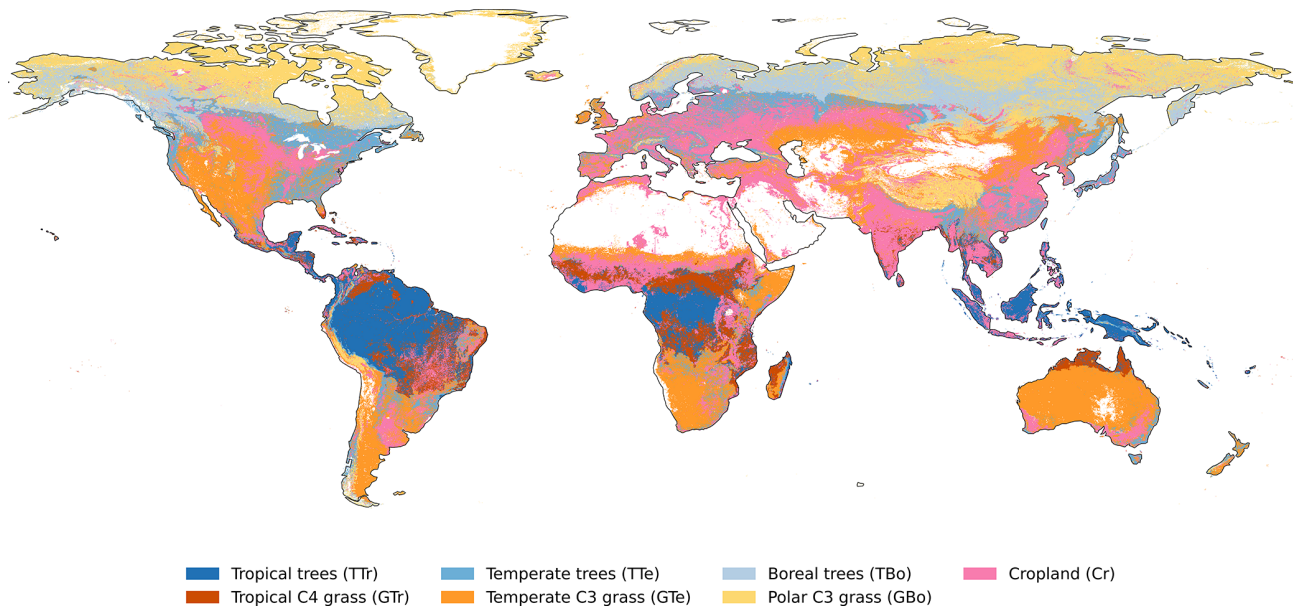 Tropical trees (TTr) Temperate trees (TTe) Boreal trees (TBo) Cropland (Cr)
Tropical C4 grass (GTr) Temperate C3 grass (GTe) Polar C3 grass (GBo)